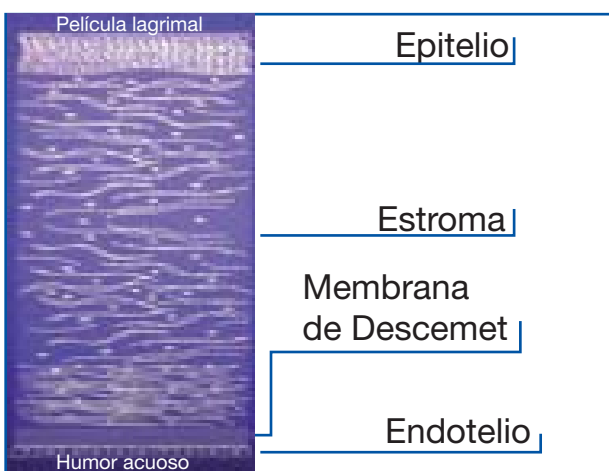 Película lagrimal
Epitelio
Estroma
Membrana
de Descemet
Endotelio
Humor acuoso